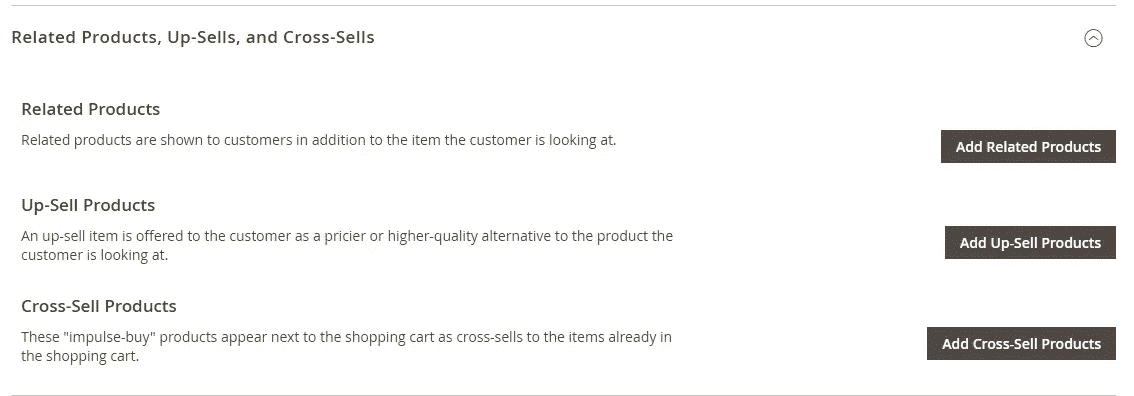 Related Products, Up-Sells, and Cross-Sells
Related Products
Related products are shown to customers in addition to the item the customer is looking at.
Add Related Products
Up-Sell Products
An up-sell item is offered to the customer as a pricier or higher-quality alternative to the product the
customer is looking at.
Add Up-Sell Products
Cross-Sell Products
These "impulse-buy" products appear next to the shopping cart as cross-sells to the items already in
the shopping cart.
Add Cross-Sell Products